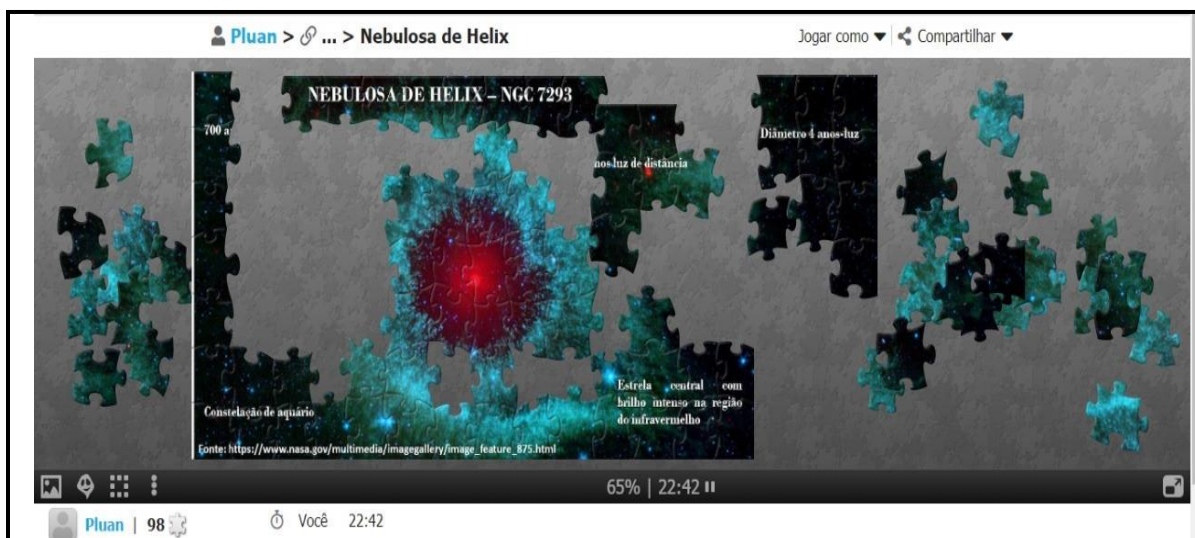 Pluan > ... > Nebulosa de Helix
Jogar como
Compartilhar
NEBULOSA DE HELIX – NGC 7293
700 a
nos-luz de distância
Diâmetro 4 anos-luz
Estrela central com
brilho intenso na região
do infravermelho
Constelação de aquário
Fonte: https://www.nasa.gov/multimedia/imagegallery/image_feature_875.html
65% | 22:42
Pluan | 98
Você 22:42